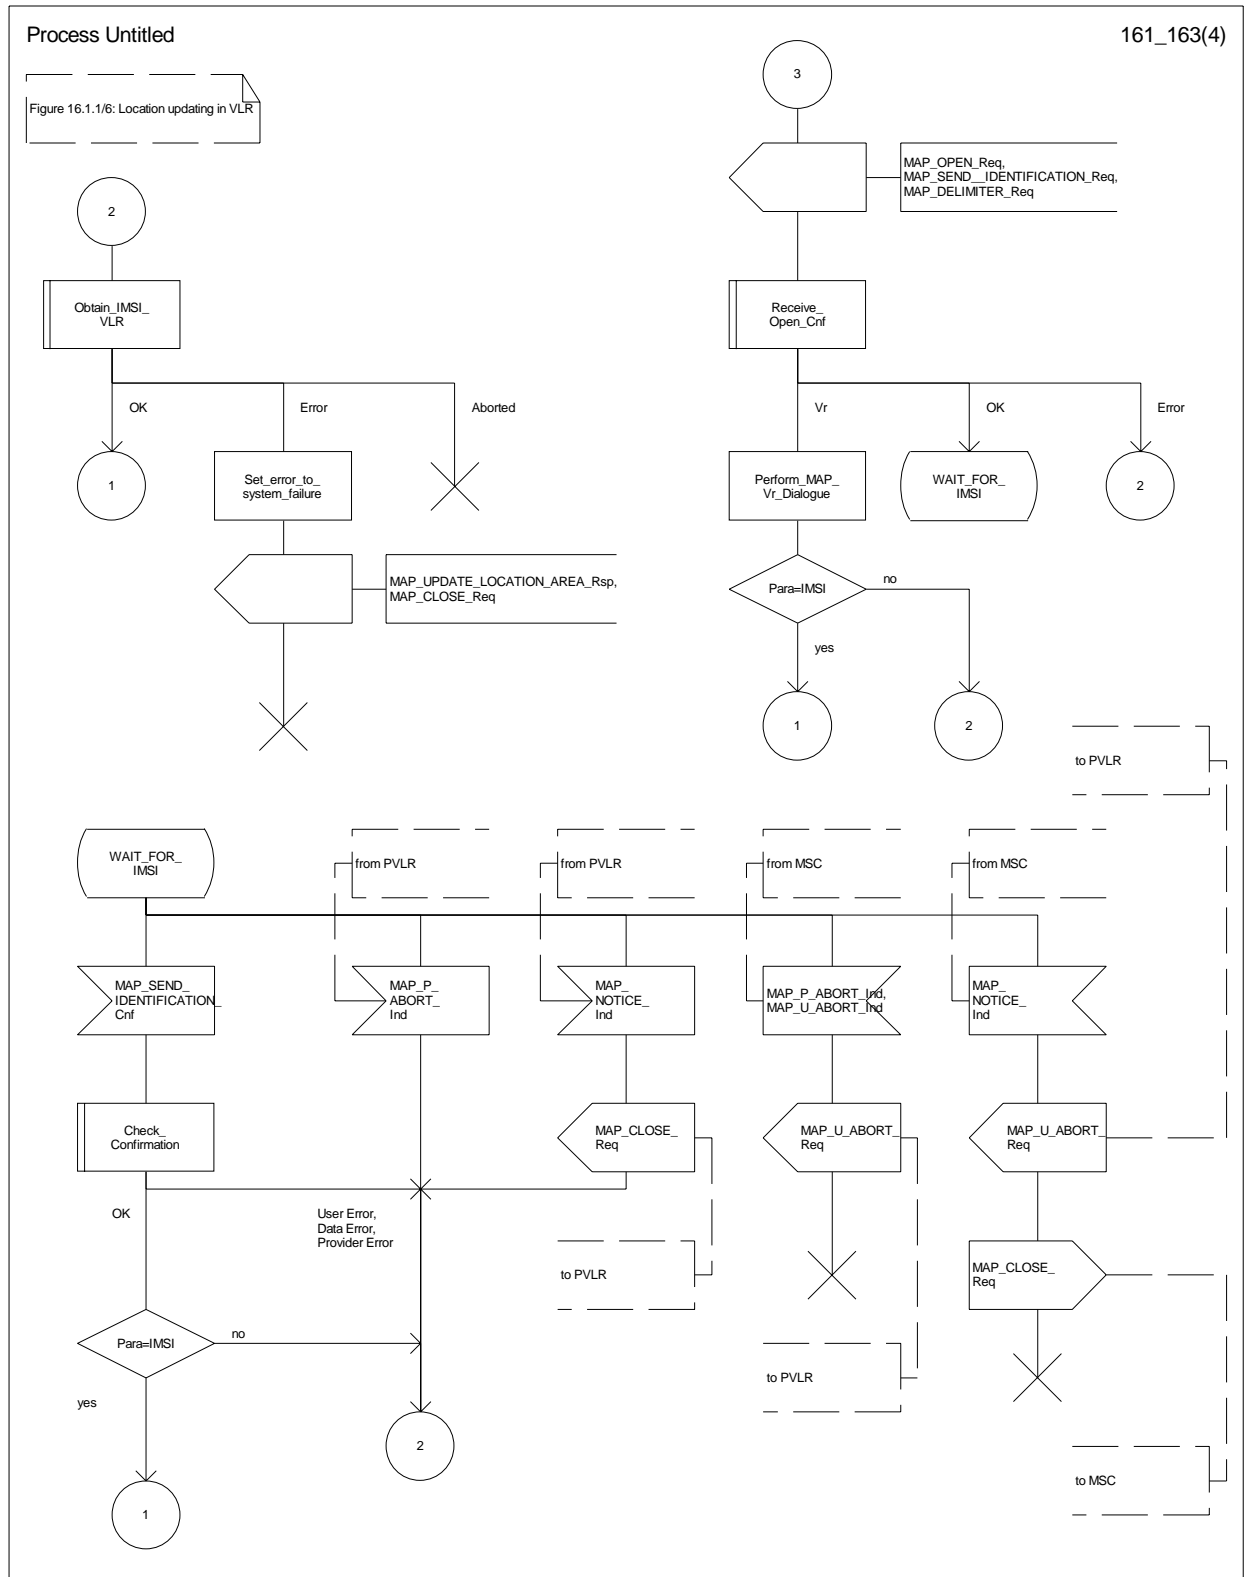 Process Untitled
161_163(4)
Figure 16.1.1/6: Location updating in VLR
3
MAP_OPEN_Req,
MAP_SEND__IDENTIFICATION_Req,
MAP_DELIMITER_Req
2
Obtain_IMSI_
VLR
Receive_
Open_Cnf
OK
Error
Aborted
Vr
OK
Error
1
Set_error_to_
system_failure
Perform_MAP_
Vr_Dialogue
WAIT_FOR_
IMSI
2
MAP_UPDATE_LOCATION_AREA_Rsp,
MAP_CLOSE_Req
Para=IMSI
no
yes
1
2
to PVLR
WAIT_FOR_
IMSI
from PVLR
from PVLR
from MSC
from MSC
MAP_SEND_
IDENTIFICATION_
Cnf
MAP_P_
ABORT_
Ind
MAP_
NOTICE_
Ind
MAP_P_ABORT_Ind,
MAP_U_ABORT_Ind
MAP_
NOTICE_
Ind
Check_
Confirmation
MAP_CLOSE_
Req
MAP_U_ABORT_
Req
MAP_U_ABORT_
Req
OK
User Error,
Data Error,
Provider Error
to PVLR
MAP_CLOSE_
Req
Para=IMSI
no
to PVLR
yes
2
to MSC
1